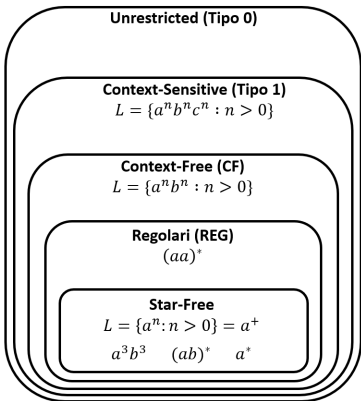 Unrestricted (Tipo 0)
Context-Sensitive (Tipo 1)
L = {aⁿbⁿcⁿ : n > 0}
Context-Free (CF)
L = {aⁿbⁿ : n > 0}
Regolari (REG)
(aa)*
Star-Free
L = {aⁿ: n > 0} = a⁺
a³b³ (ab)* a*